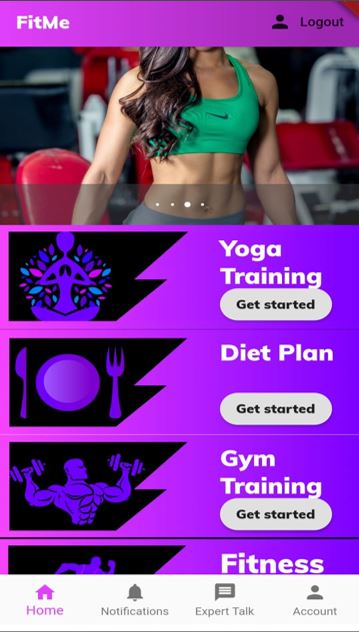 FitMe
Logout
Yoga
Training
Get started
Diet Plan
Get started
Gym
Training
Get started
Fitness
Home
Notifications
Expert Talk
Account